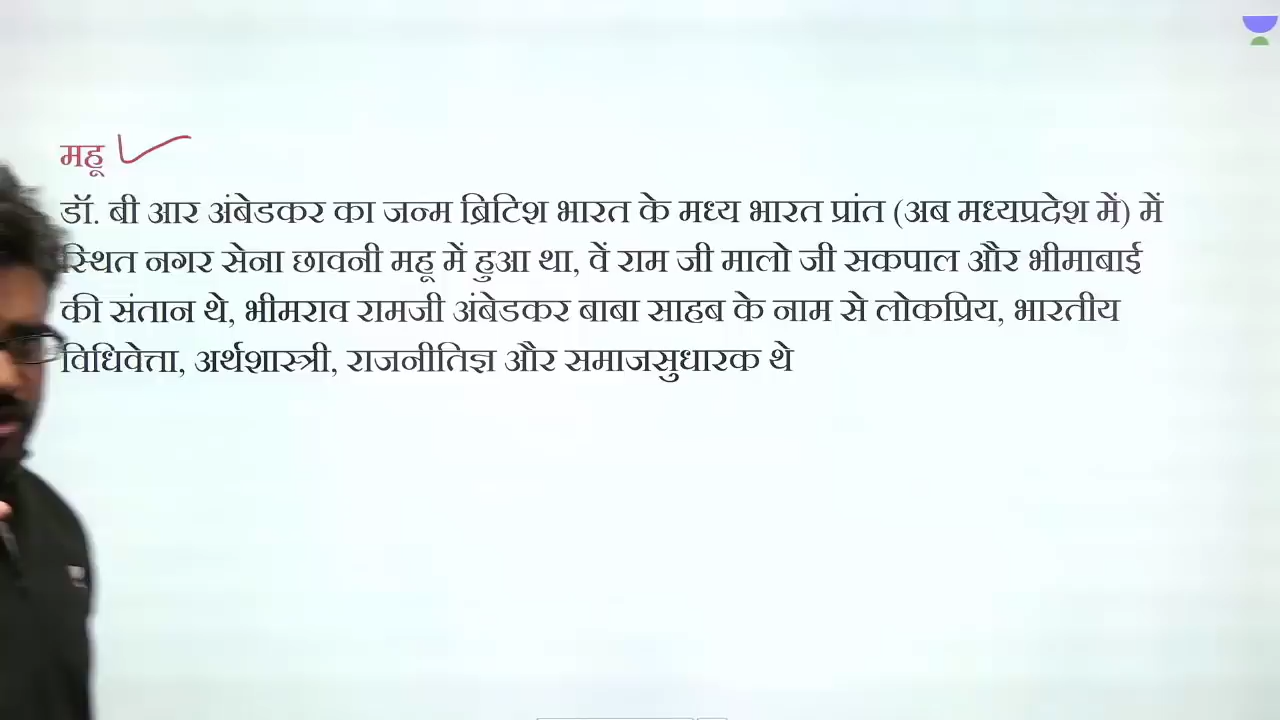 महू
डॉ. बी आर अंबेडकर का जन्म ब्रिटिश भारत के मध्य भारत प्रांत (अब मध्यप्रदेश में) में
स्थित नगर सेना छावनी महू में हुआ था, वें राम जी मालो जी सकपाल और भीमाबाई
की संतान थे, भीमराव रामजी अंबेडकर बाबा साहब के नाम से लोकप्रिय, भारतीय
विधिवेत्ता, अर्थशास्त्री, राजनीतिज्ञ और समाजसुधारक थे